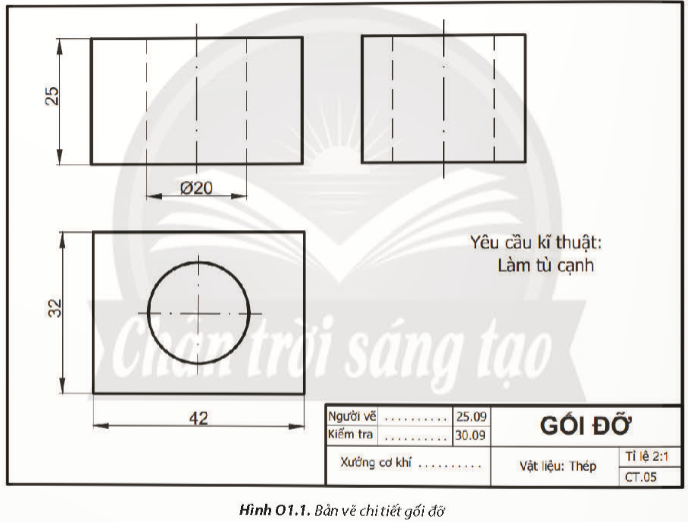 25
Ø20
32
42
Yêu cầu kĩ thuật:
Làm tù cạnh
Chân trời sáng tạo
Người vẽ .......... 25.09
Kiểm tra .......... 30.09
GỐI ĐỠ
Xưởng cơ khí ..........
Vật liệu: Thép
Tỉ lệ 2:1
CT.05
Hình O1.1. Bản vẽ chi tiết gối đỡ